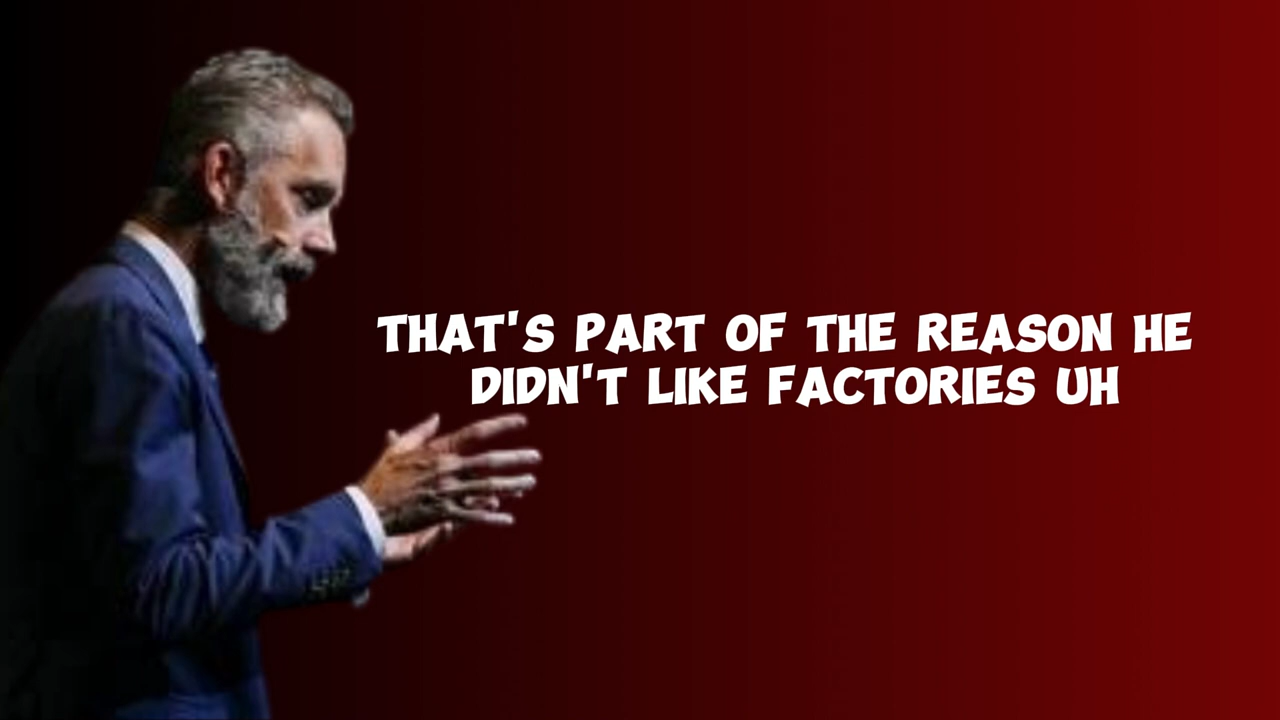 THAT'S PART OF THE REASON HE
DIDN'T LIKE FACTORIES UH